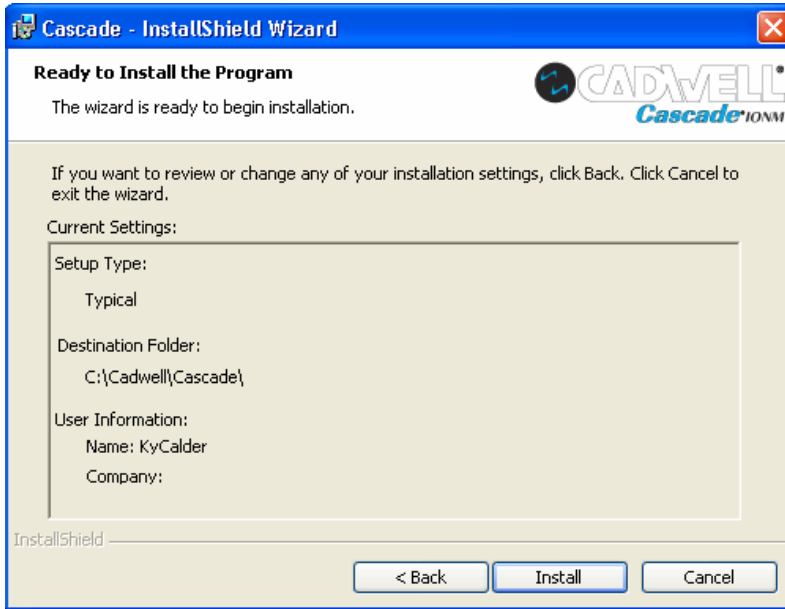 Cascade - InstallShield Wizard
Ready to Install the Program
The wizard is ready to begin installation.
CADWELL®
Cascade® IONM
If you want to review or change any of your installation settings, click Back. Click Cancel to
exit the wizard.
Current Settings:
Setup Type:
Typical
Destination Folder:
C:\Cadwell\Cascade\
User Information:
Name: KyCalder
Company:
InstallShield
< Back
Install
Cancel